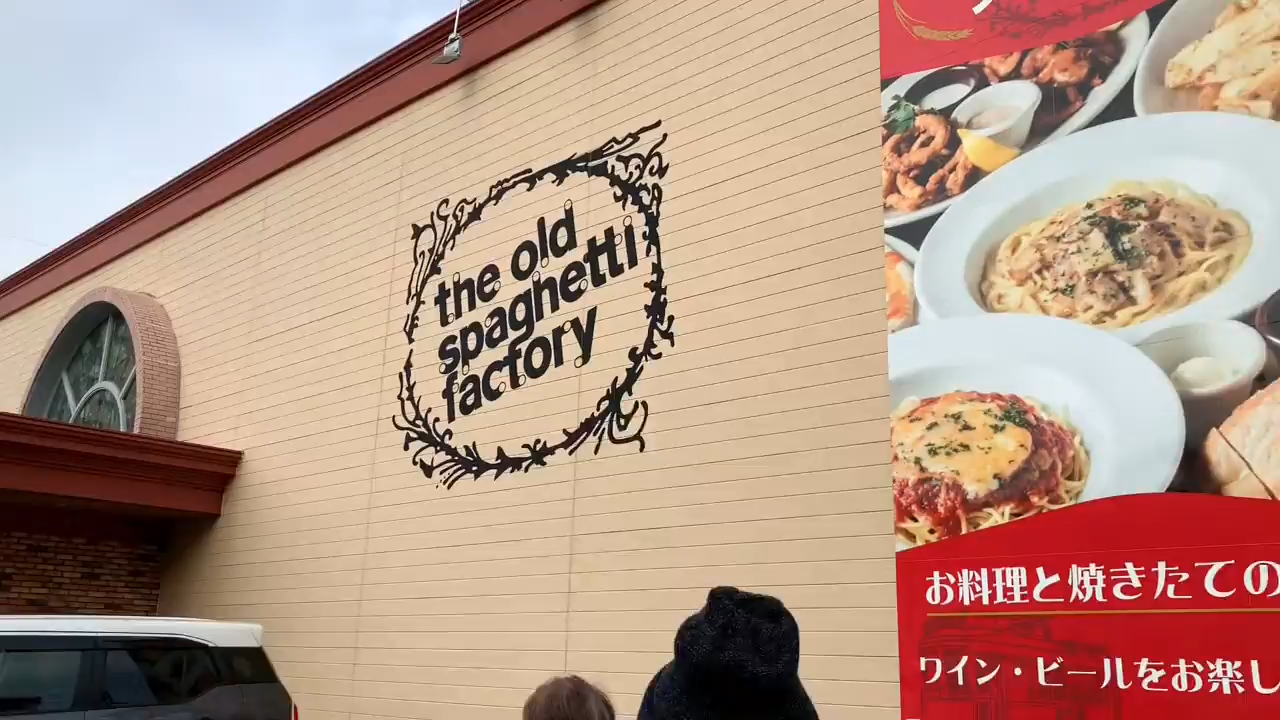 the old
spaghetti
factory
お料理と焼きたての
ワイン・ビールをお楽し